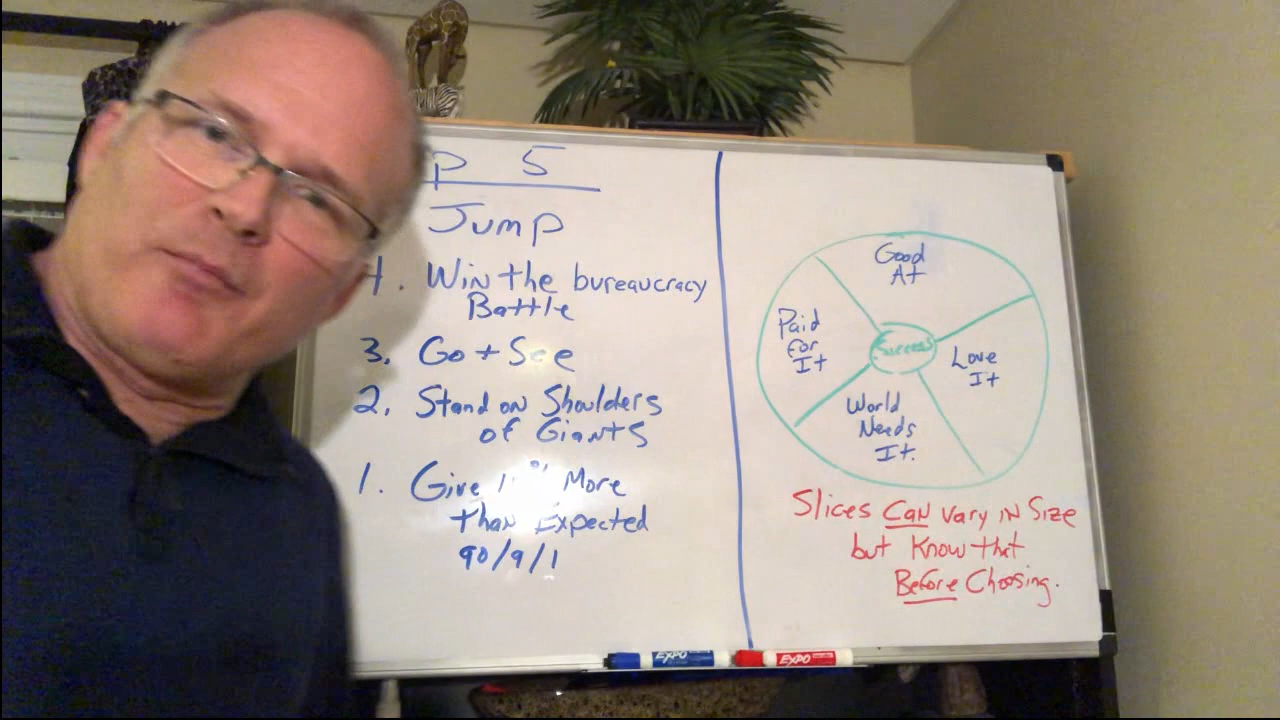 p 5
Jump
4. Win the bureaucracy
Battle
3. Go + See
2. Stand on Shoulders
of Giants
1. Give % More
than Expected
90/9/1
Good
At
Paid
for
It
Success
Love
It
World
Needs
It.
Slices CAN vary in Size
but Know that
Before Choosing.
EXPO
EXPO